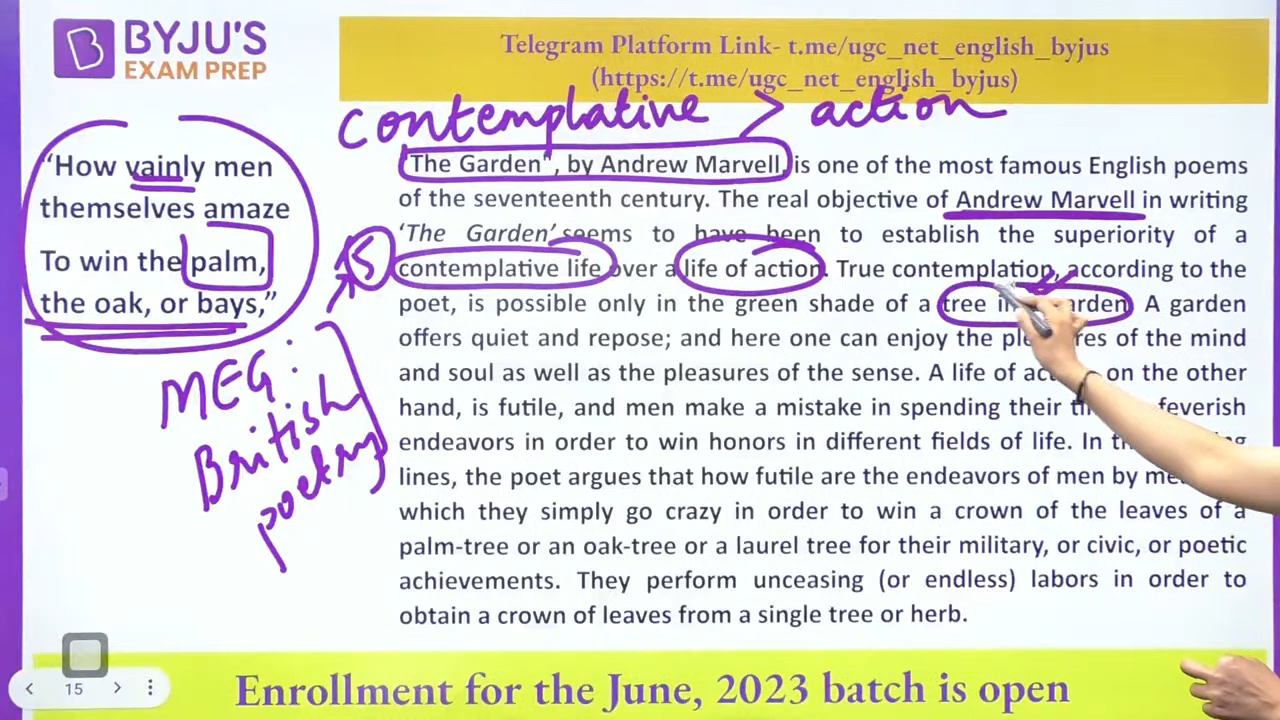 BYJU'S
EXAM PREP
Telegram Platform Link- t.me/ugc_net_english_byjus
(https://t.me/ugc_net_english_byjus)
contemplative > action
"How vainly men
themselves amaze
To win the palm,
the oak, or bays,"
MEG:
British
poetry
5
"The Garden", by Andrew Marvell, is one of the most famous English poems
of the seventeenth century. The real objective of Andrew Marvell in writing
'The Garden' seems to have been to establish the superiority of a
contemplative life over a life of action. True contemplation, according to the
poet, is possible only in the green shade of a tree in garden. A garden
offers quiet and repose; and here one can enjoy the pleasures of the mind
and soul as well as the pleasures of the sense. A life of on the other
hand, is futile, and men make a mistake in spending their feverish
endeavors in order to win honors in different fields of life. In
lines, the poet argues that how futile are the endeavors of men by
which they simply go crazy in order to win a crown of the leaves of a
palm-tree or an oak-tree or a laurel tree for their military, or civic, or poetic
achievements. They perform unceasing (or endless) labors in order to
obtain a crown of leaves from a single tree or herb.
15
Enrollment for the June, 2023 batch is open